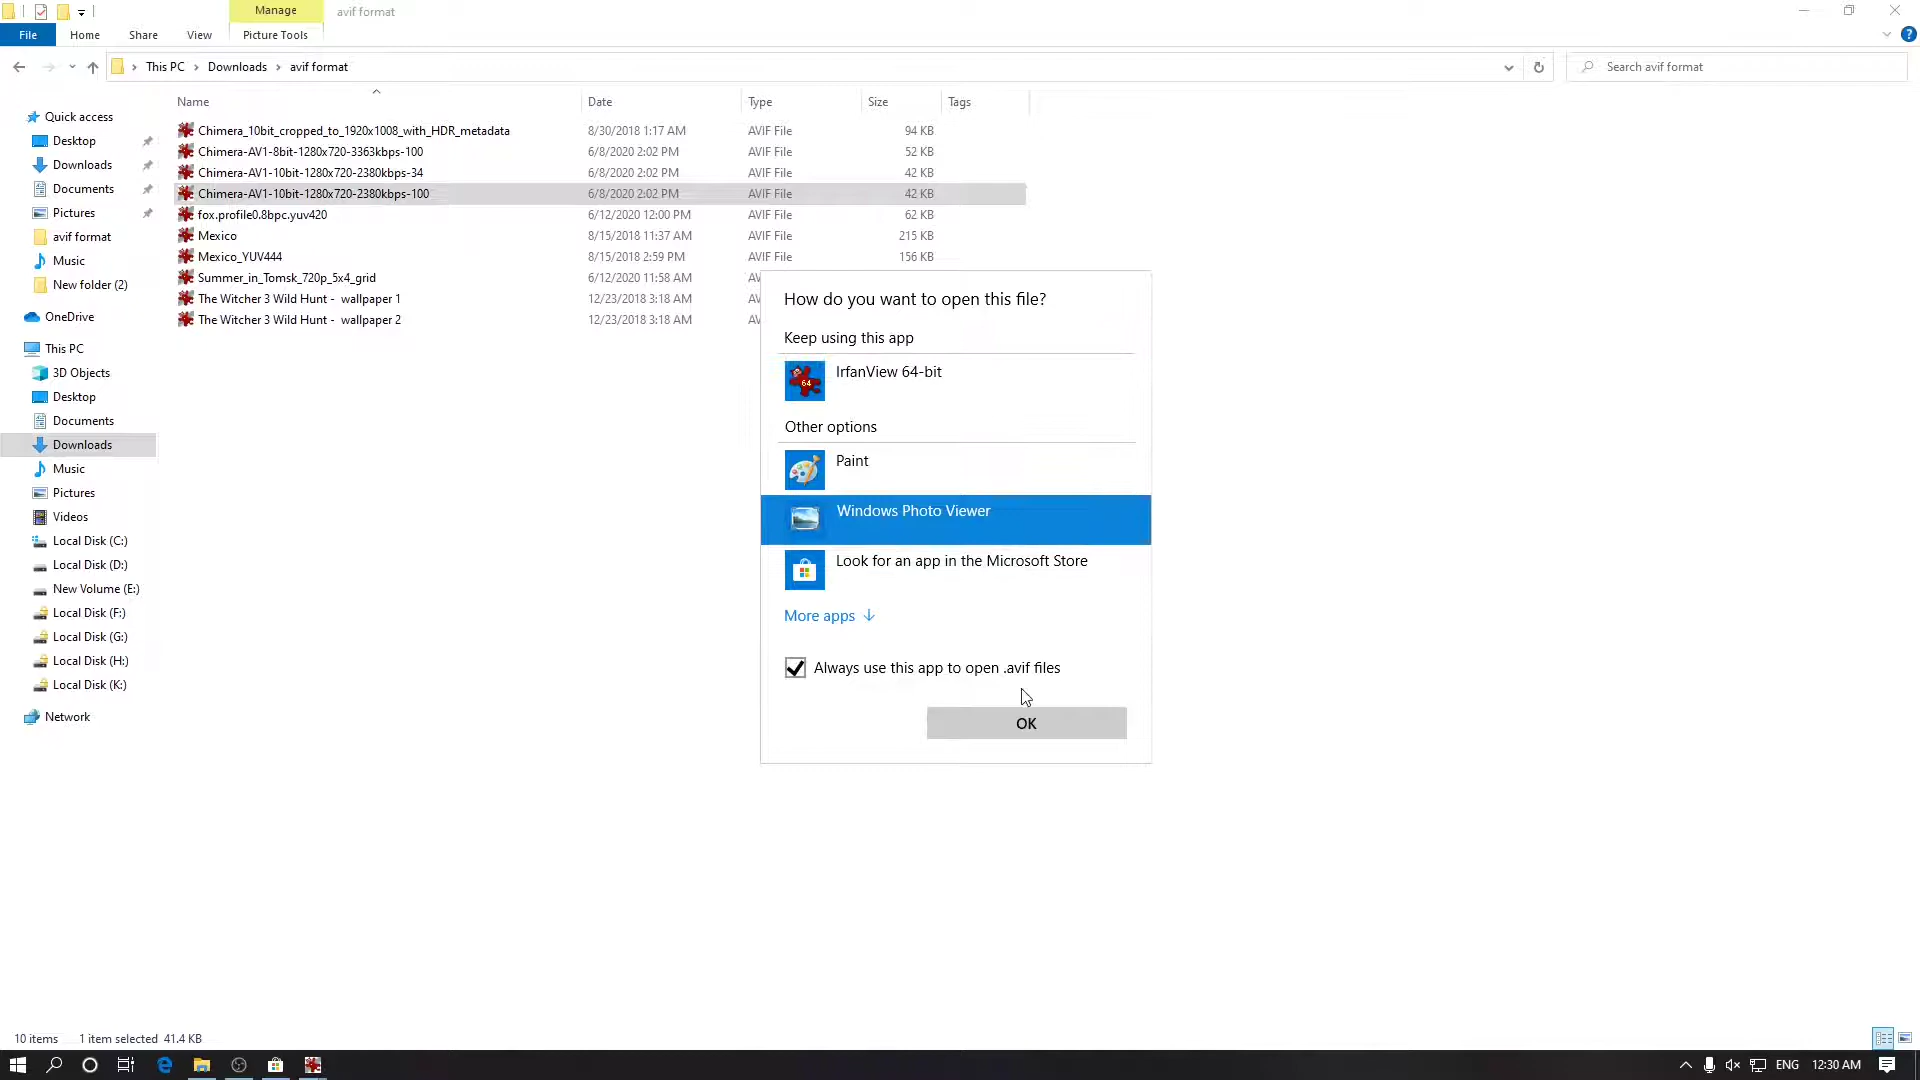 Manage
avif format
File
Home
Share
View
Picture Tools
This PC
Downloads
avif format
Search avif format
Name
Date
Type
Size
Tags
Chimera_10bit_cropped_to_1920x1008_with_HDR_metadata 8/30/2018 1:17 AM AVIF File 94 KB
Chimera-AV1-8bit-1280x720-3363kbps-100 6/8/2020 2:02 PM AVIF File 52 KB
Chimera-AV1-10bit-1280x720-2380kbps-34 6/8/2020 2:02 PM AVIF File 42 KB
Chimera-AV1-10bit-1280x720-2380kbps-100 6/8/2020 2:02 PM AVIF File 42 KB
fox.profile0.8bpc.yuv420 6/12/2020 12:00 PM AVIF File 62 KB
Mexico 8/15/2018 11:37 AM AVIF File 215 KB
Mexico_YUV444 8/15/2018 2:59 PM AVIF File 156 KB
Summer_in_Tomsk_720p_5x4_grid 6/12/2020 11:58 AM
The Witcher 3 Wild Hunt - wallpaper 1 12/23/2018 3:18 AM
The Witcher 3 Wild Hunt - wallpaper 2 12/23/2018 3:18 AM
Quick access
Desktop
Downloads
Documents
Pictures
avif format
Music
New folder (2)
OneDrive
This PC
3D Objects
Desktop
Documents
Downloads
Music
Pictures
Videos
Local Disk (C:)
Local Disk (D:)
New Volume (E:)
Local Disk (F:)
Local Disk (G:)
Local Disk (H:)
Local Disk (K:)
Network
How do you want to open this file?
Keep using this app
64
IrfanView 64-bit
Other options
Paint
Windows Photo Viewer
Look for an app in the Microsoft Store
More apps
Always use this app to open .avif files
OK
10 items
1 item selected 41.4 KB
ENG
12:30 AM